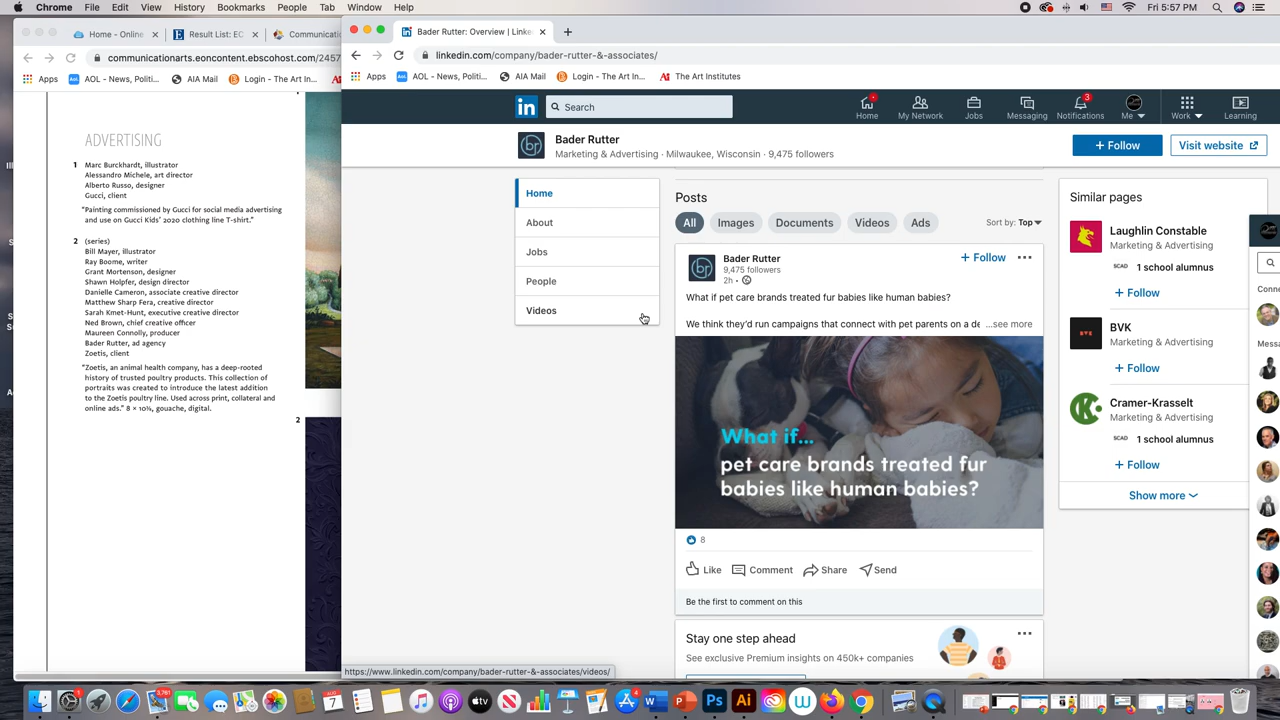 Chrome File Edit View History Bookmarks People Tab Window Help
Fri 5:57 PM
Home - Online
Result List: EC
Communicati
communicationarts.eoncontent.ebscohost.com/2457
Apps AOL - News, Politi... AIA Mail Login - The Art In...
ADVERTISING
1 Marc Burckhardt, illustrator
Alessandro Michele, art director
Alberto Russo, designer
Gucci, client
"Painting commissioned by Gucci for social media advertising
and use on Gucci Kids' 2020 clothing line T-shirt."
2 (series)
Bill Mayer, illustrator
Ray Boome, writer
Grant Mortenson, designer
Shawn Holpfer, design director
Danielle Cameron, associate creative director
Matthew Sharp Fera, creative director
Sarah Kmet-Hunt, executive creative director
Ned Brown, chief creative officer
Maureen Connolly, producer
Bader Rutter, ad agency
Zoetis, client
"Zoetis, an animal health company, has a deep-rooted
history of trusted poultry products. This collection of
portraits was created to introduce the latest addition
to the Zoetis poultry line. Used across print, collateral and
online ads." 8 × 10½, gouache, digital.
2
Bader Rutter: Overview | Linke
linkedin.com/company/bader-rutter-&-associates/
Apps AOL - News, Politi... AIA Mail Login - The Art In... The Art Institutes
in Search
Home My Network Jobs Messaging 3 Notifications Me Work Learning
Bader Rutter
Marketing & Advertising · Milwaukee, Wisconsin · 9,475 followers
+ Follow
Visit website
Home
About
Jobs
People
Videos
Posts
All Images Documents Videos Ads
Sort by: Top
Bader Rutter
9,475 followers
2h •
+ Follow
What if pet care brands treated fur babies like human babies?
We think they'd run campaigns that connect with pet parents on a de ...see more
What if...
pet care brands treated fur
babies like human babies?
8
Like Comment Share Send
Be the first to comment on this
Stay one step ahead
See exclusive Premium insights on 450k+ companies
Similar pages
Laughlin Constable
Marketing & Advertising
SCAD 1 school alumnus
+ Follow
BVK
Marketing & Advertising
+ Follow
Cramer-Krasselt
Marketing & Advertising
SCAD 1 school alumnus
+ Follow
Show more
Conne
Messa
https://www.linkedin.com/company/bader-rutter-&-associates/videos/